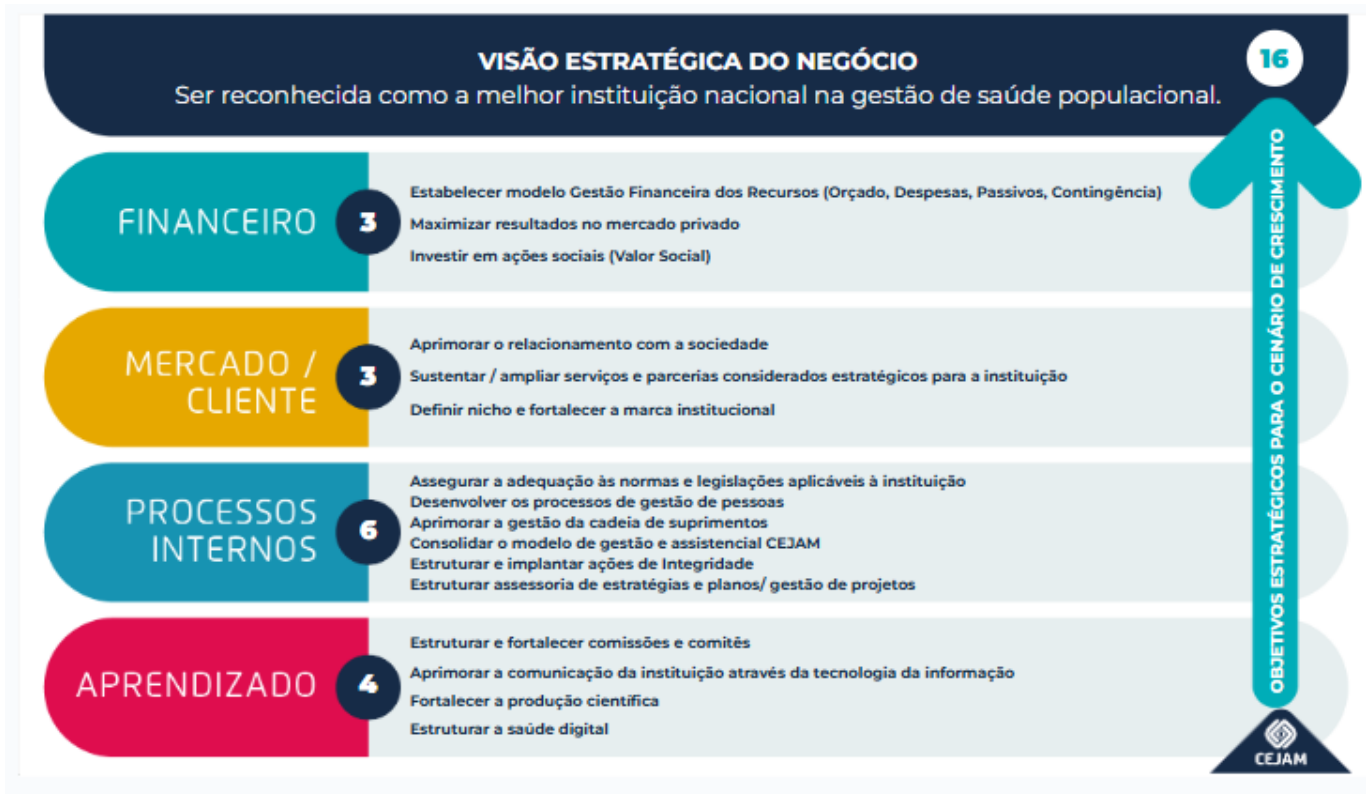 VISÃO ESTRATÉGICA DO NEGÓCIO
Ser reconhecida como a melhor instituição nacional na gestão de saúde populacional.
16
FINANCEIRO
3
Estabelecer modelo Gestão Financeira dos Recursos (Orçado, Despesas, Passivos, Contingência)
Maximizar resultados no mercado privado
Investir em ações sociais (Valor Social)
MERCADO /
CLIENTE
3
Aprimorar o relacionamento com a sociedade
Sustentar / ampliar serviços e parcerias considerados estratégicos para a instituição
Definir nicho e fortalecer a marca institucional
PROCESSOS
INTERNOS
6
Assegurar a adequação às normas e legislações aplicáveis à instituição
Desenvolver os processos de gestão de pessoas
Aprimorar a gestão da cadeia de suprimentos
Consolidar o modelo de gestão e assistencial CEJAM
Estruturar e implantar ações de Integridade
Estruturar assessoria de estratégias e planos/ gestão de projetos
APRENDIZADO
4
Estruturar e fortalecer comissões e comitês
Aprimorar a comunicação da instituição através da tecnologia da informação
Fortalecer a produção científica
Estruturar a saúde digital
OBJETIVOS ESTRATÉGICOS PARA O CENÁRIO DE CRESCIMENTO
CEJAM